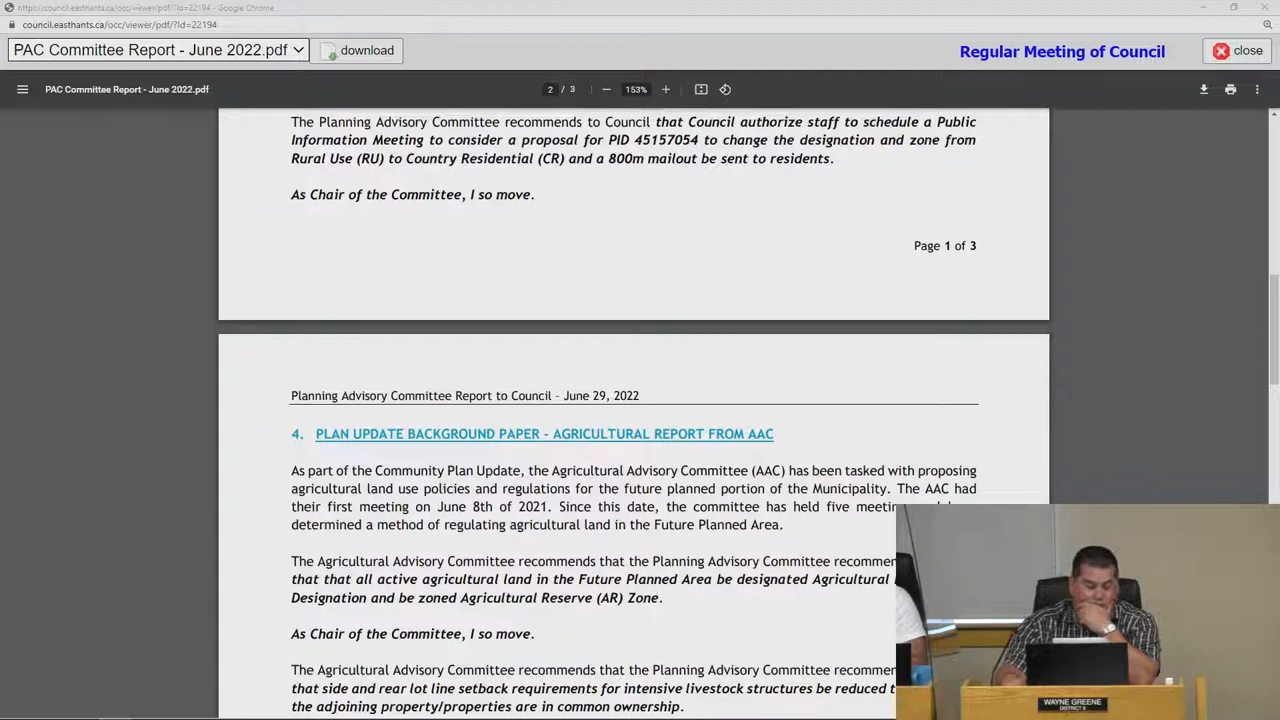 https://council.easthants.ca/occ/viewer/pdf/?Id=22194 - Google Chrome
council.easthants.ca/occ/viewer/pdf/?Id=22194
PAC Committee Report - June 2022.pdf
download
Regular Meeting of Council
close
PAC Committee Report - June 2022.pdf
2 / 3
153%
The Planning Advisory Committee recommends to Council that Council authorize staff to schedule a Public
Information Meeting to consider a proposal for PID 45157054 to change the designation and zone from
Rural Use (RU) to Country Residential (CR) and a 800m mailout be sent to residents.
As Chair of the Committee, I so move.
Page 1 of 3
Planning Advisory Committee Report to Council - June 29, 2022
4. PLAN UPDATE BACKGROUND PAPER - AGRICULTURAL REPORT FROM AAC
As part of the Community Plan Update, the Agricultural Advisory Committee (AAC) has been tasked with proposing
agricultural land use policies and regulations for the future planned portion of the Municipality. The AAC had
their first meeting on June 8th of 2021. Since this date, the committee has held five
determined a method of regulating agricultural land in the Future Planned Area.
The Agricultural Advisory Committee recommends that the Planning Advisory Committee
that that all active agricultural land in the Future Planned Area be designated Agricultural
Designation and be zoned Agricultural Reserve (AR) Zone.
As Chair of the Committee, I so move.
The Agricultural Advisory Committee recommends that the Planning Advisory Committee
that side and rear lot line setback requirements for intensive livestock structures be reduced
the adjoining property/properties are in common ownership.
WAYNE GREENE
DISTRICT 6